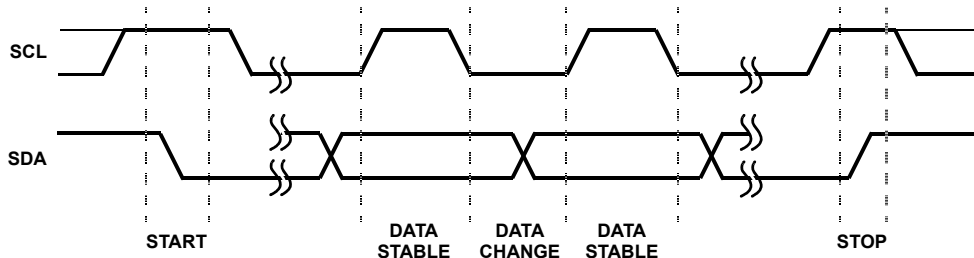 SCL
SDA
START
DATA
STABLE
DATA
CHANGE
DATA
STABLE
STOP